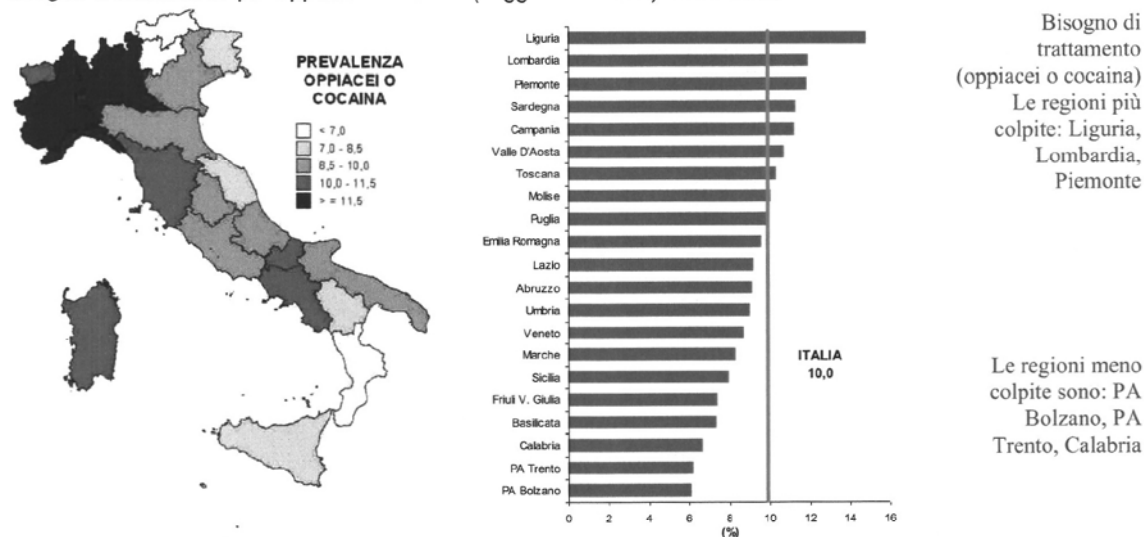 PREVALENZA
OPPIACEI O
COCAINA
< 7,0
7,0 - 8,5
8,5 - 10,0
10,0 - 11,5
> = 11,5
Liguria
Lombardia
Piemonte
Sardegna
Campania
Valle D'Aosta
Toscana
Molise
Puglia
Emilia Romagna
Lazio
Abruzzo
Umbria
Veneto
Marche
Sicilia
Friuli V. Giulia
Basilicata
Calabria
PA Trento
PA Bolzano
ITALIA
10,0
0 2 4 6 8 10 12 14 16
(%)
Bisogno di
trattamento
(oppiacei o cocaina)
Le regioni più
colpite: Liguria,
Lombardia,
Piemonte
Le regioni meno
colpite sono: PA
Bolzano, PA
Trento, Calabria